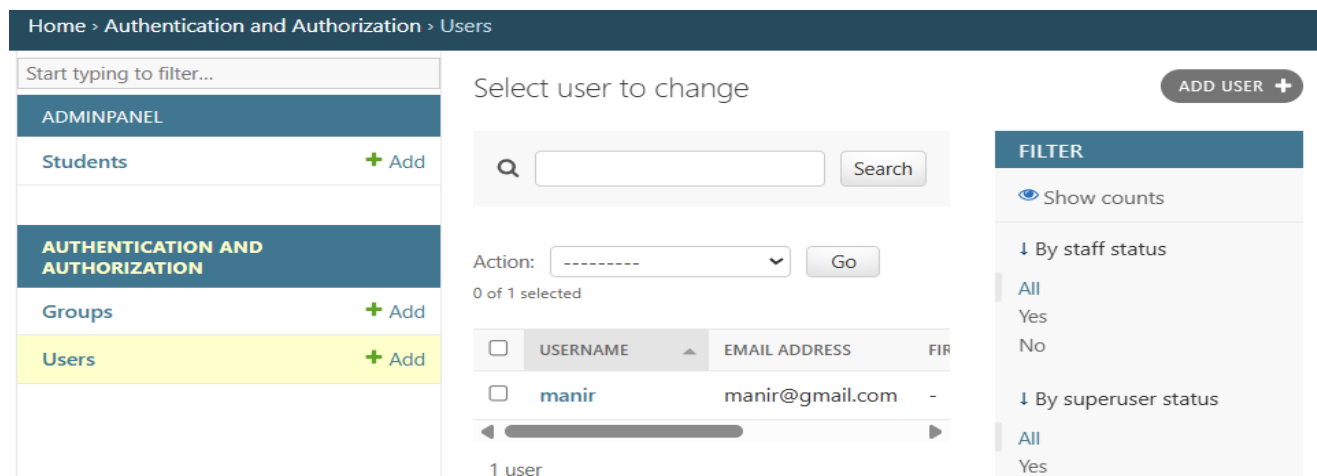 Home › Authentication and Authorization › Users
Start typing to filter...
ADMINPANEL
Students
+ Add
AUTHENTICATION AND
AUTHORIZATION
Groups
+ Add
Users
+ Add
Select user to change
ADD USER +
Search
Action: --------- Go
0 of 1 selected
USERNAME EMAIL ADDRESS FIR
manir manir@gmail.com -
1 user
FILTER
Show counts
↓ By staff status
All
Yes
No
↓ By superuser status
All
Yes